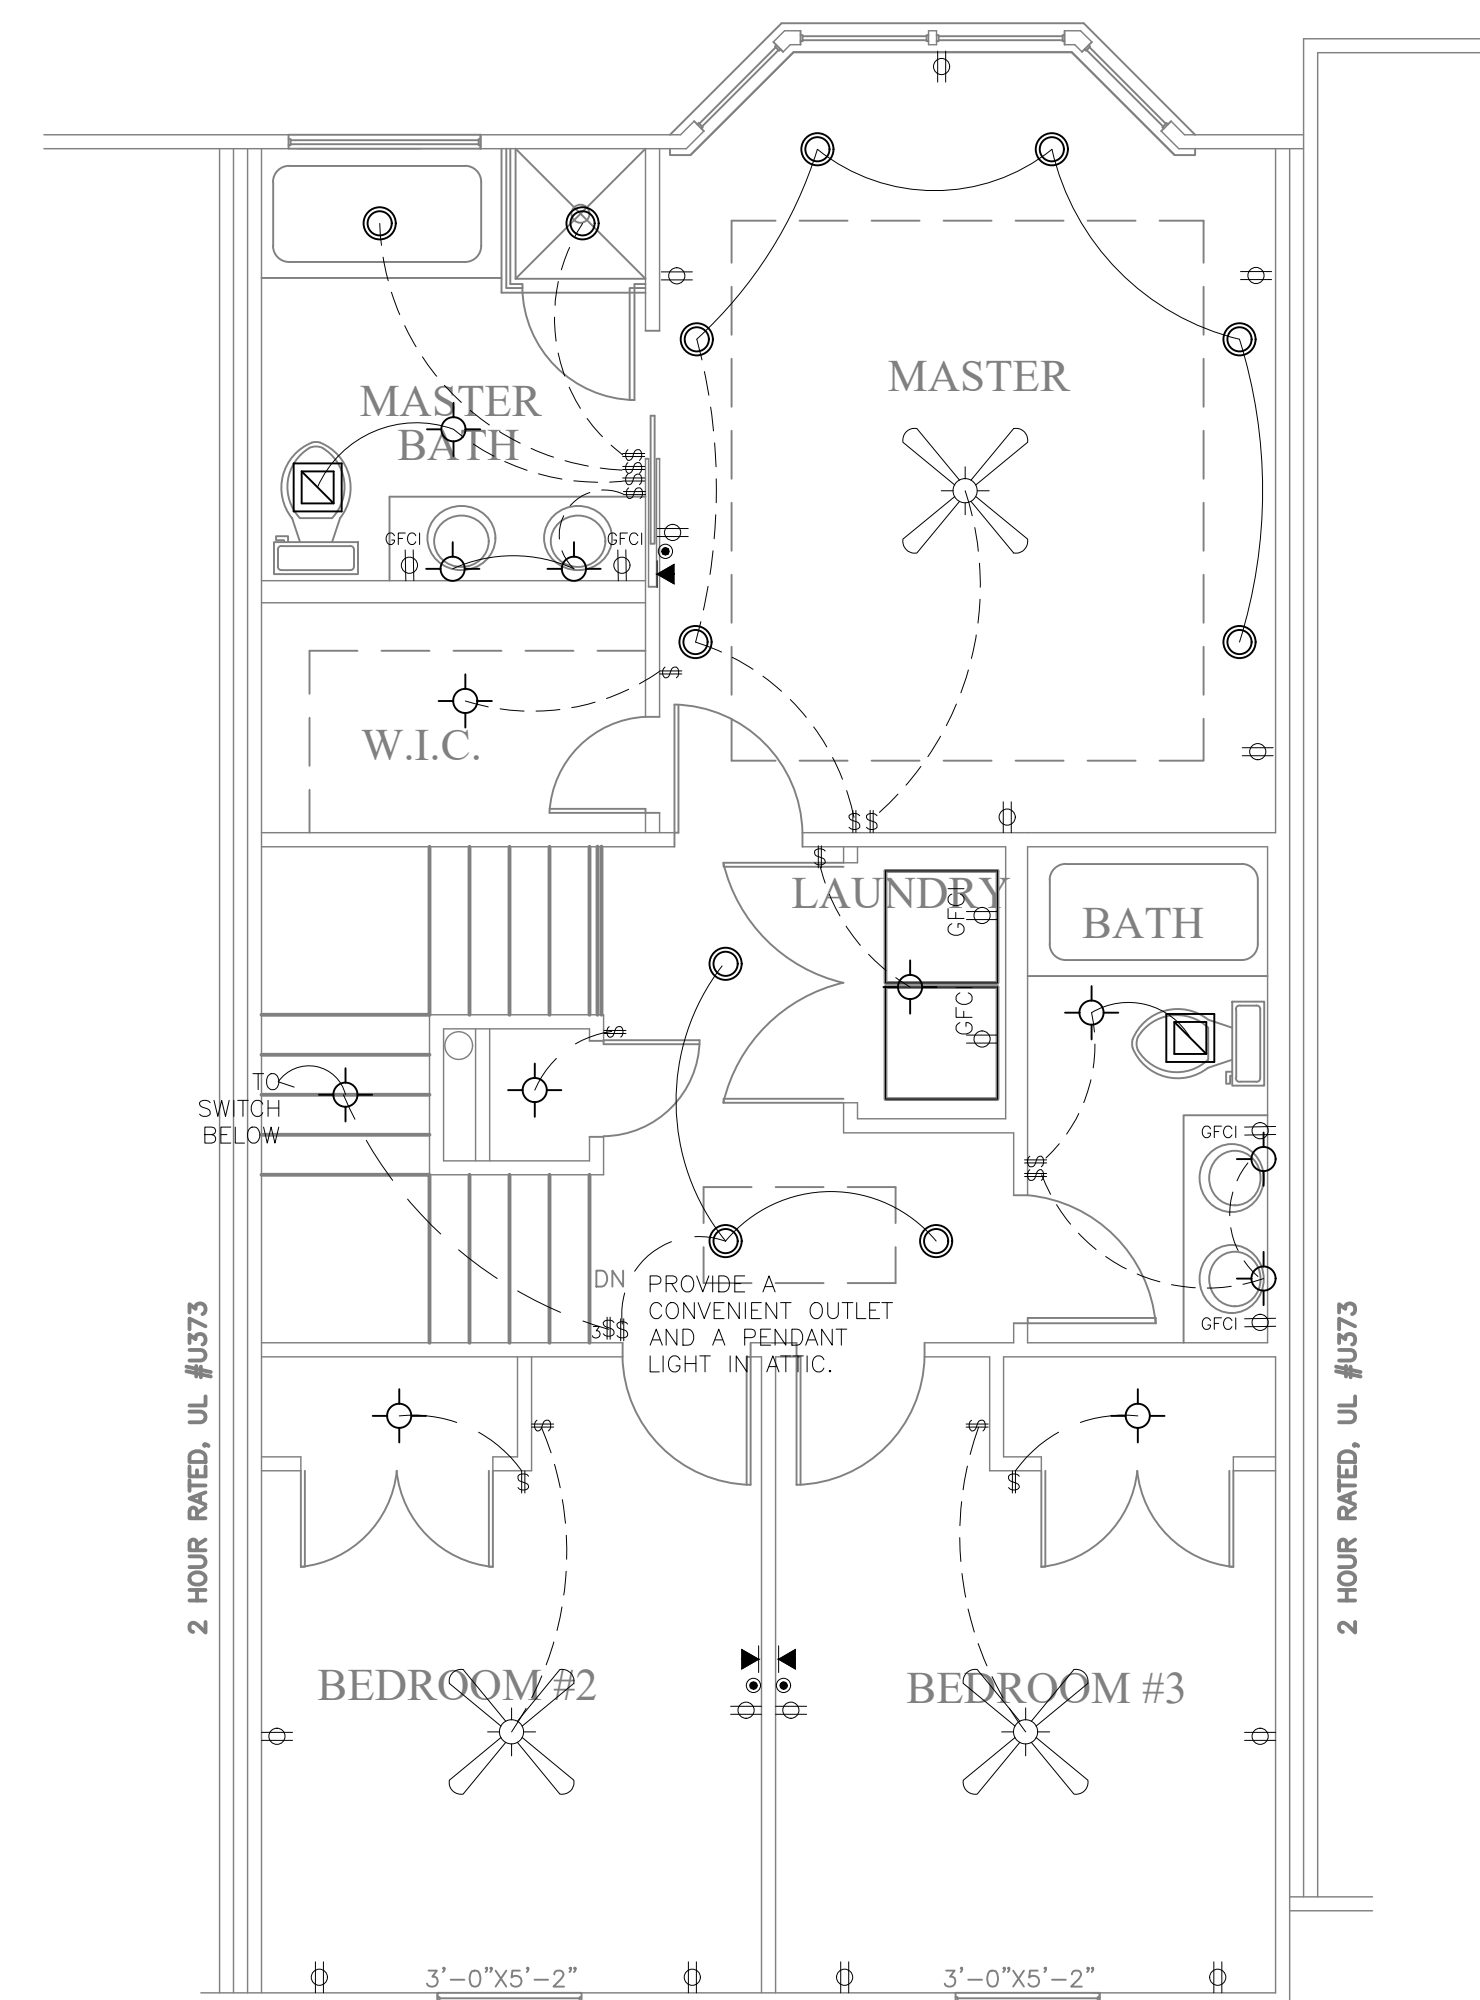 MASTER
BATH
MASTER
$
$
$
$
GFCI
GFCI
$
W.I.C.
$$
$
LAUNDRY
GFCI
BATH
GFC
$
TO
SWITCH
BELOW
GFCI
$
$
DN
3$$
PROVIDE A
CONVENIENT OUTLET
AND A PENDANT
LIGHT IN ATTIC.
GFCI
2 HOUR RATED, UL #U373
2 HOUR RATED, UL #U373
$
$
$
$
BEDROOM #2
BEDROOM #3
3'-0"X5'-2"
3'-0"X5'-2"